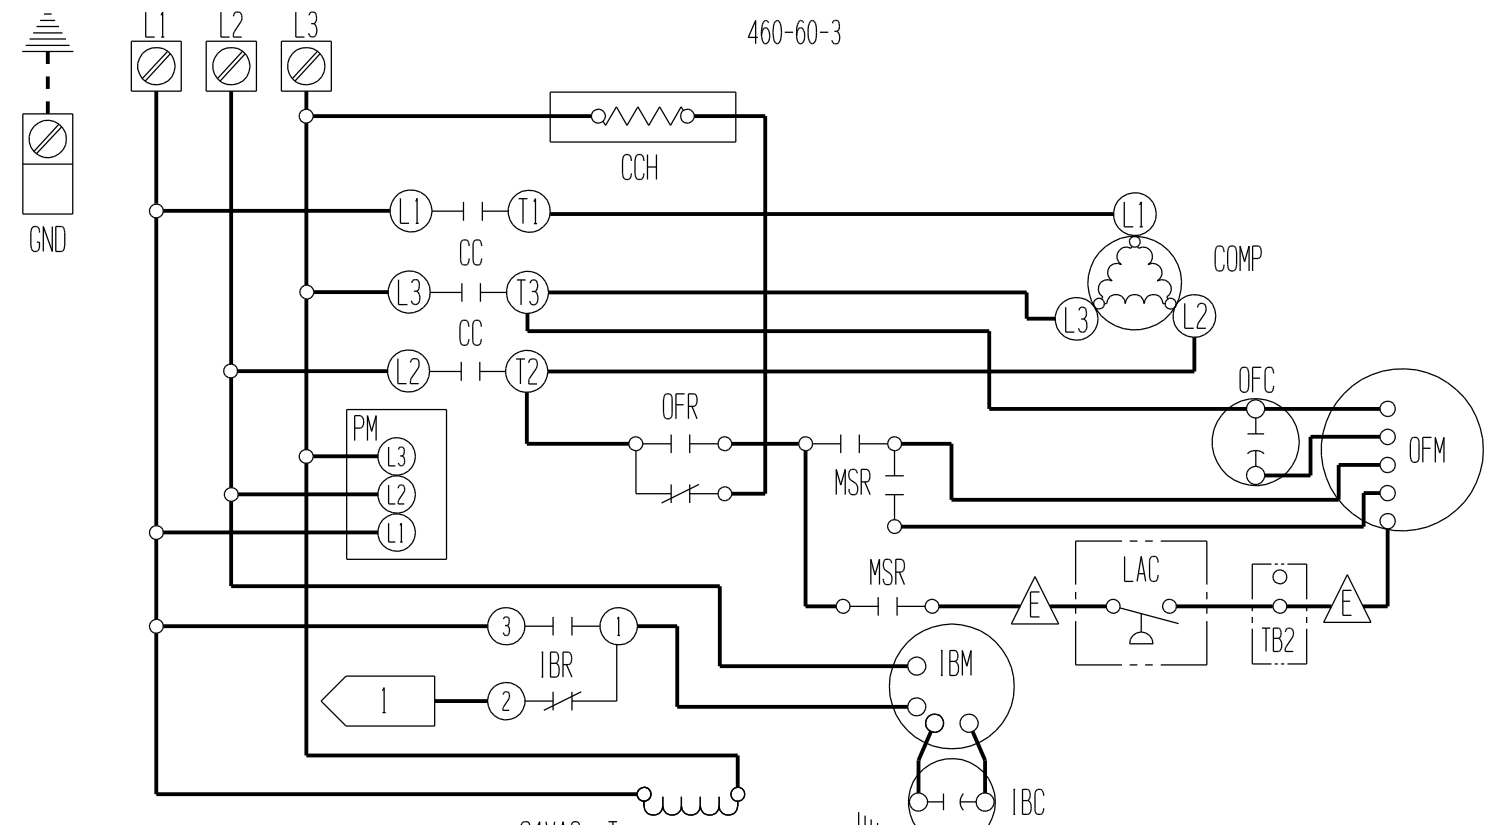 L1 L2 L3
460-60-3
CCH
GND
L1 T1
L1
CC
COMP
L3 T3
L3 L2
CC
L2 T2
OFC
OFR
PM
OFM
L3
MSR
L2
L1
MSR
LAC
E
E
3 1
TB2
IBR
IBM
1
2
IBC